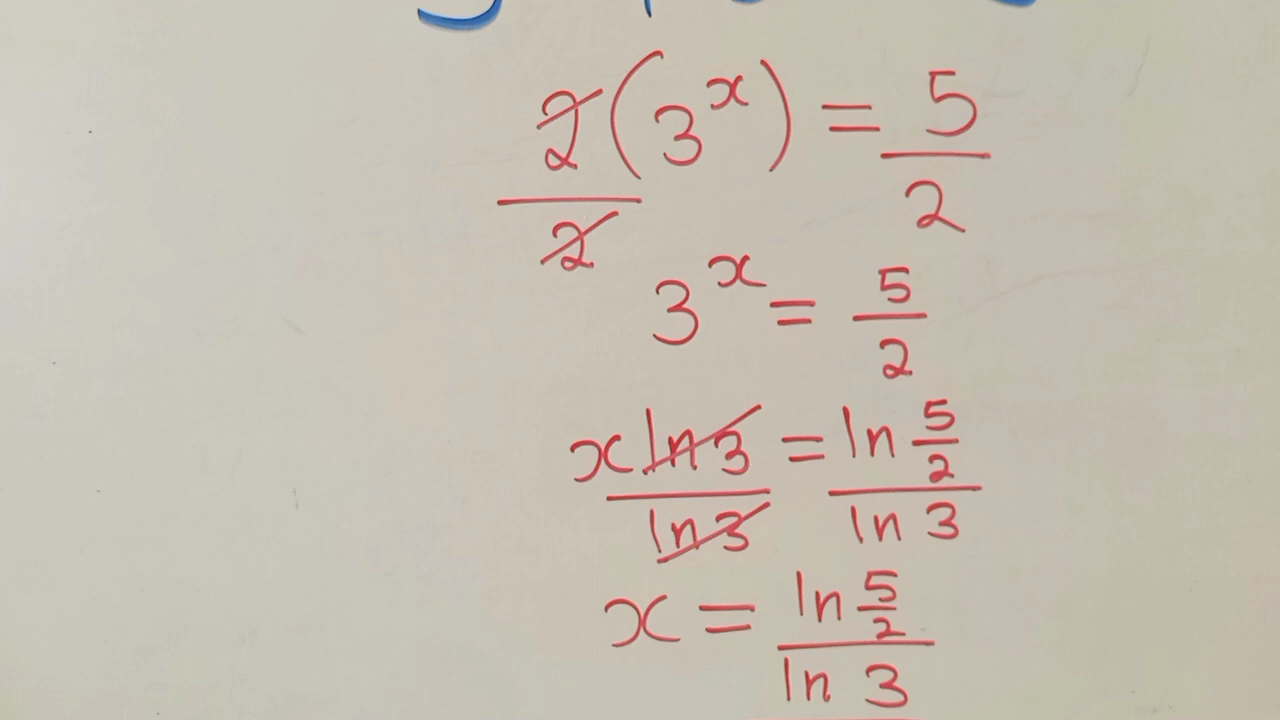 2(3^x)/2 = 5/2
3^x = 5/2
x ln 3/ln 3 = ln 5/2/ln 3
x = ln 5/2/ln 3